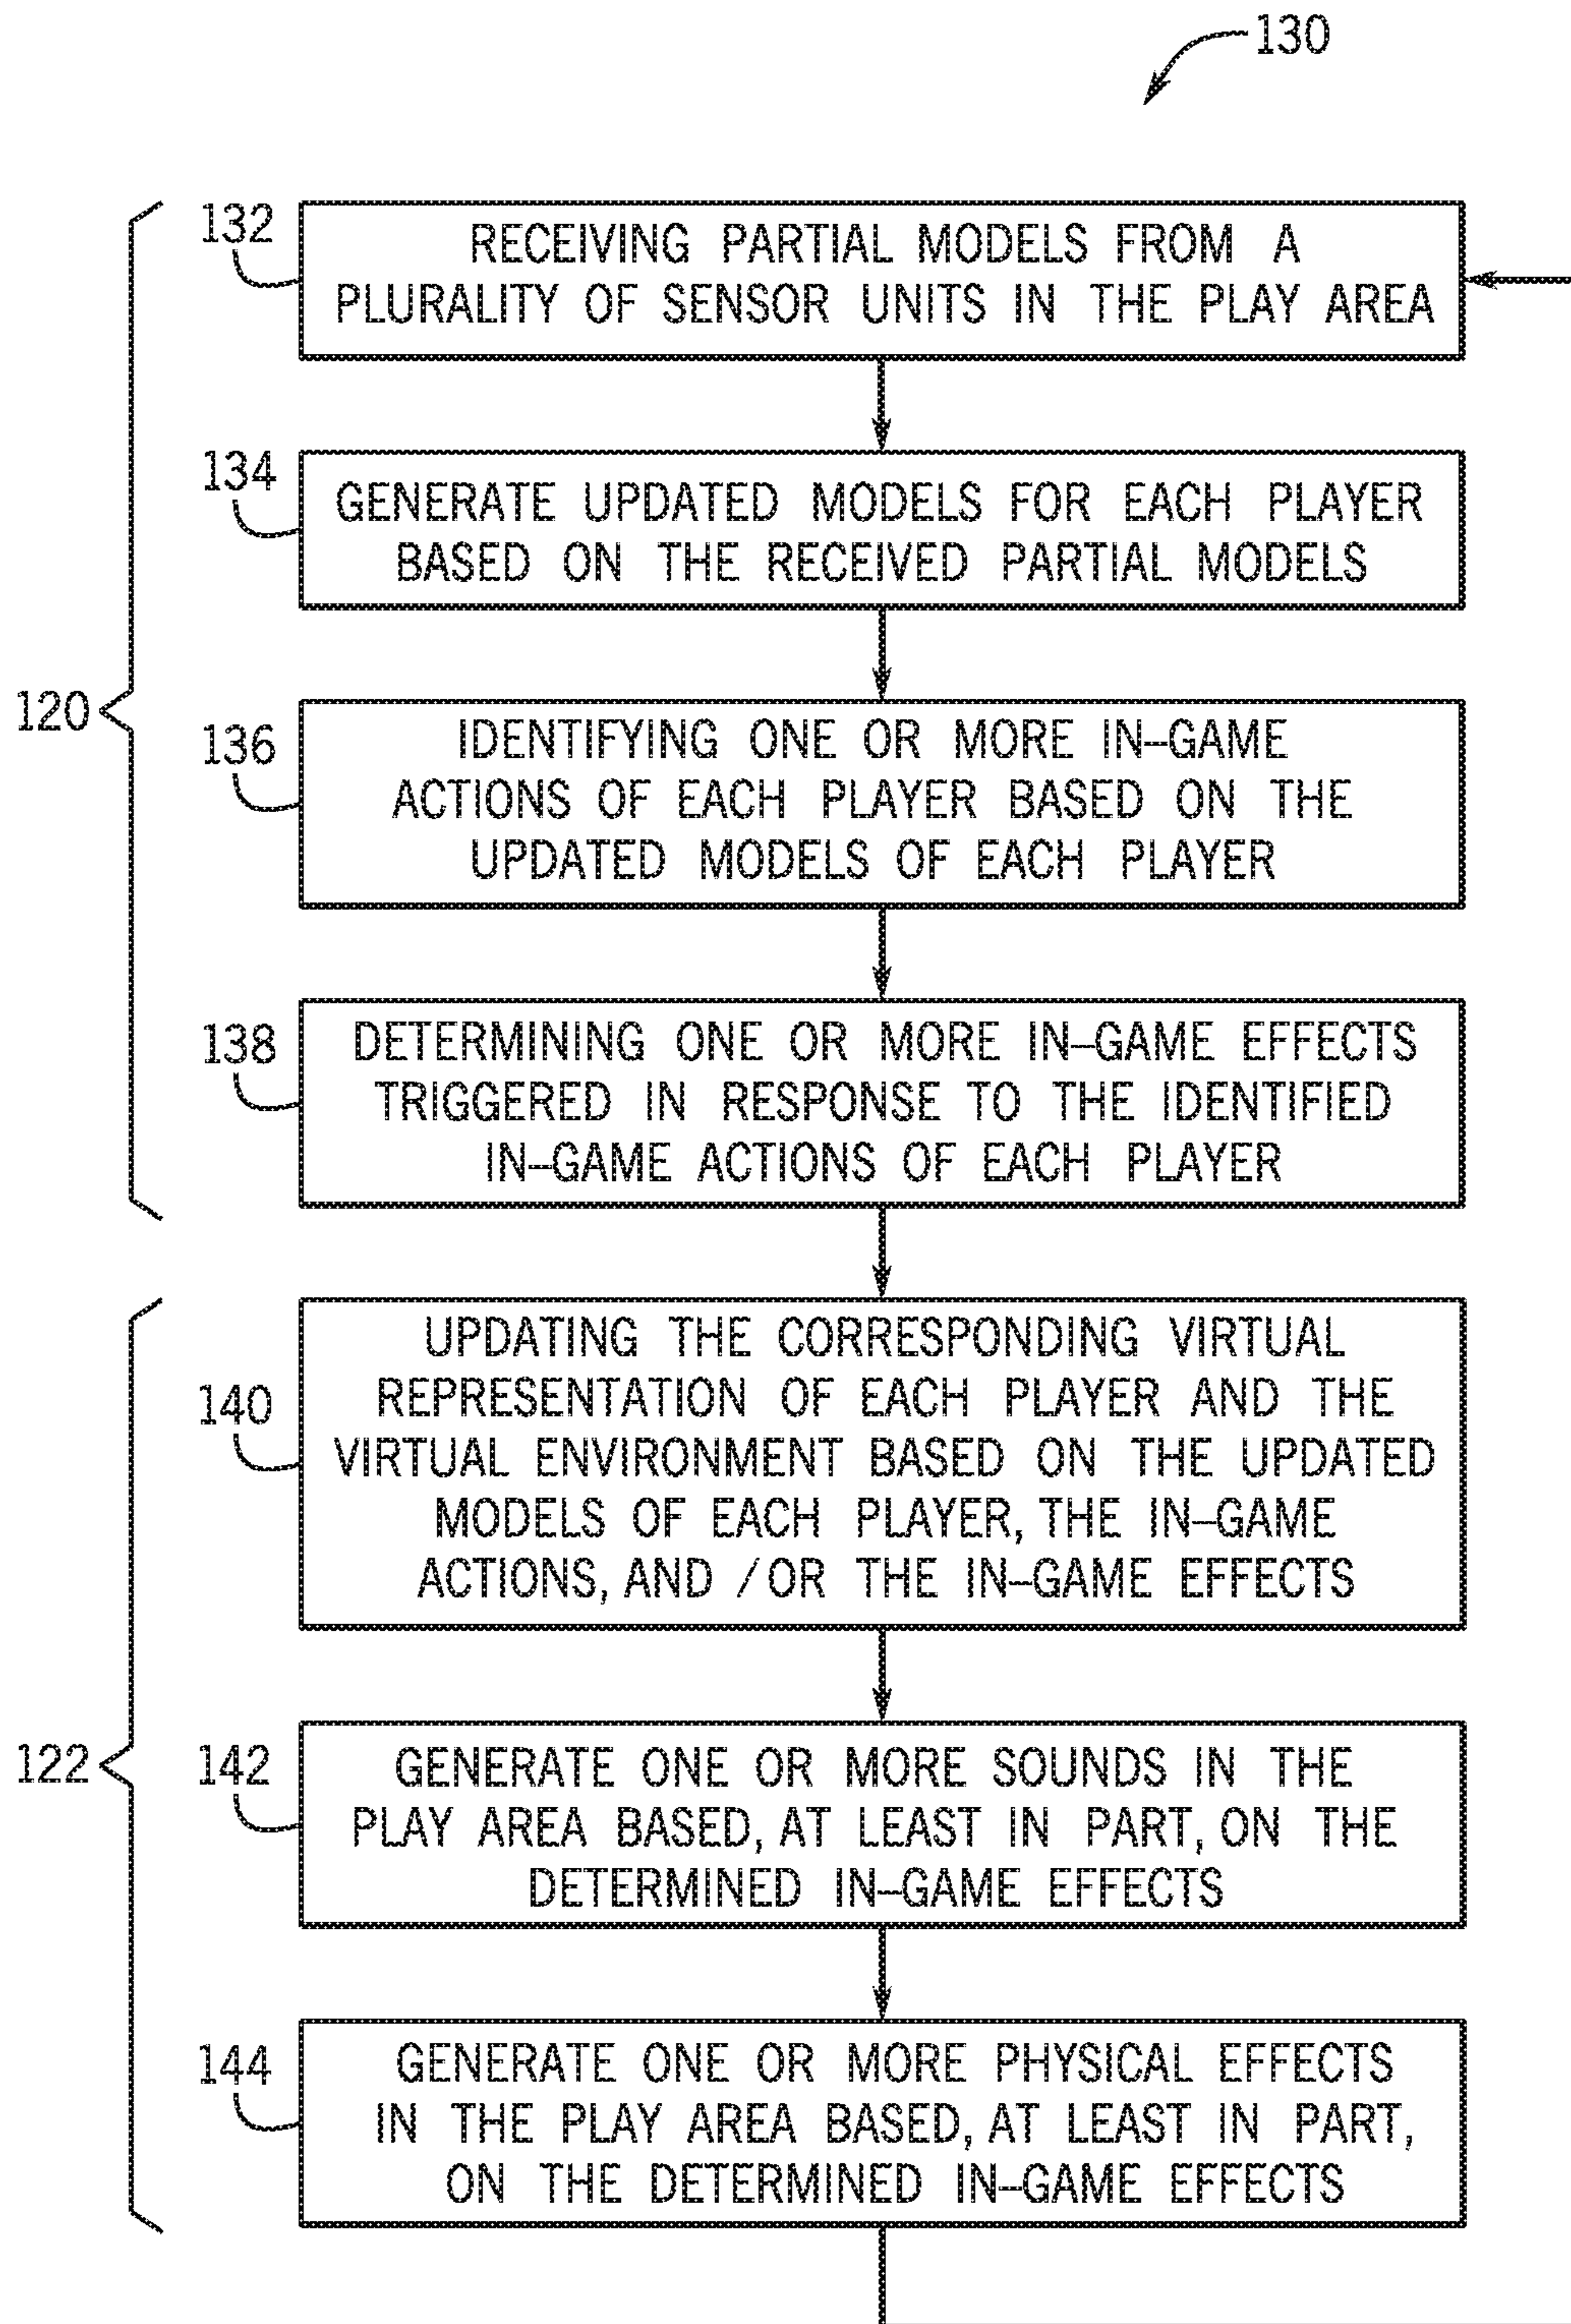 130
132
RECEIVING PARTIAL MODELS FROM A
PLURALITY OF SENSOR UNITS IN THE PLAY AREA
134
GENERATE UPDATED MODELS FOR EACH PLAYER
BASED ON THE RECEIVED PARTIAL MODELS
120
136
IDENTIFYING ONE OR MORE IN-GAME
ACTIONS OF EACH PLAYER BASED ON THE
UPDATED MODELS OF EACH PLAYER
138
DETERMINING ONE OR MORE IN-GAME EFFECTS
TRIGGERED IN RESPONSE TO THE IDENTIFIED
IN-GAME ACTIONS OF EACH PLAYER
140
UPDATING THE CORRESPONDING VIRTUAL
REPRESENTATION OF EACH PLAYER AND THE
VIRTUAL ENVIRONMENT BASED ON THE UPDATED
MODELS OF EACH PLAYER, THE IN-GAME
ACTIONS, AND /OR THE IN-GAME EFFECTS
122
142
GENERATE ONE OR MORE SOUNDS IN THE
PLAY AREA BASED, AT LEAST IN PART, ON THE
DETERMINED IN-GAME EFFECTS
144
GENERATE ONE OR MORE PHYSICAL EFFECTS
IN THE PLAY AREA BASED, AT LEAST IN PART,
ON THE DETERMINED IN-GAME EFFECTS